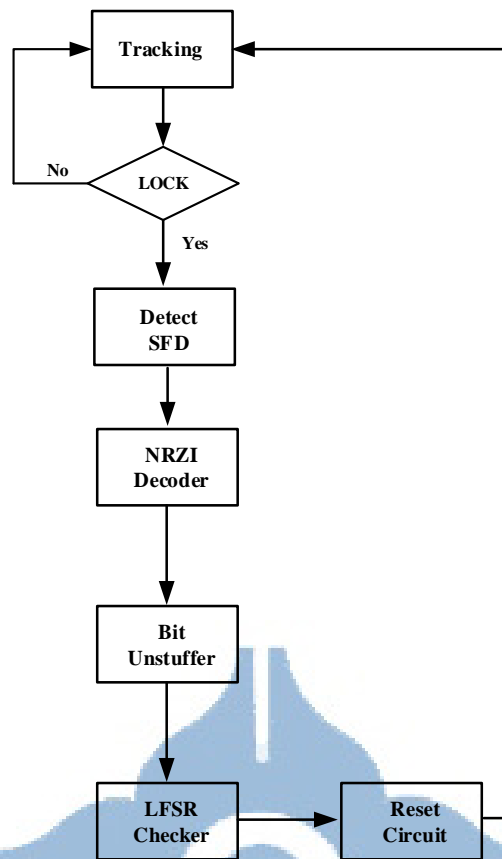 Tracking
LOCK
No
Yes
Detect
SFD
NRZI
Decoder
Bit
Unstuffer
LFSR
Checker
Reset
Circuit